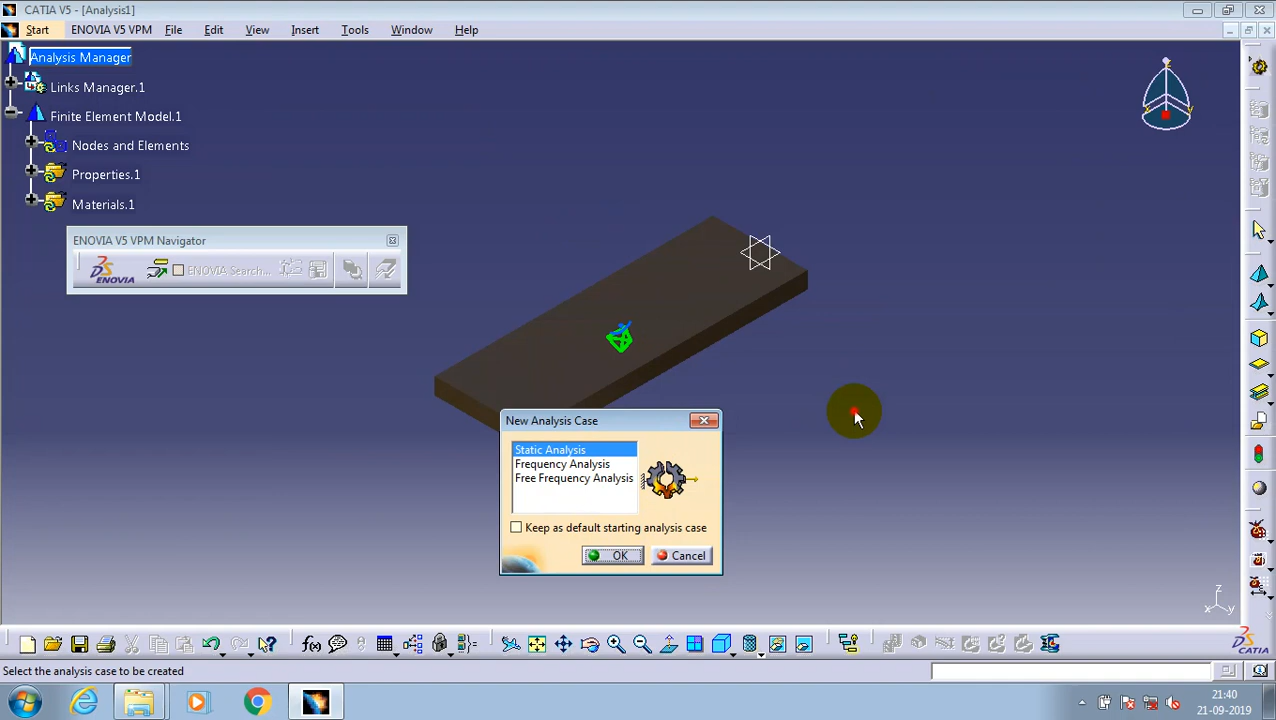 CATIA V5 - [Analysis1]
Start ENOVIA V5 VPM File Edit View Insert Tools Window Help
Analysis Manager
Links Manager.1
Finite Element Model.1
Nodes and Elements
Properties.1
Materials.1
ENOVIA V5 VPM Navigator
ENOVIA ENOVIA Search...
New Analysis Case
Static Analysis
Frequency Analysis
Free Frequency Analysis
Keep as default starting analysis case
OK Cancel
z
x y
f(x)
CATIA
Select the analysis case to be created
21:40
21-09-2019